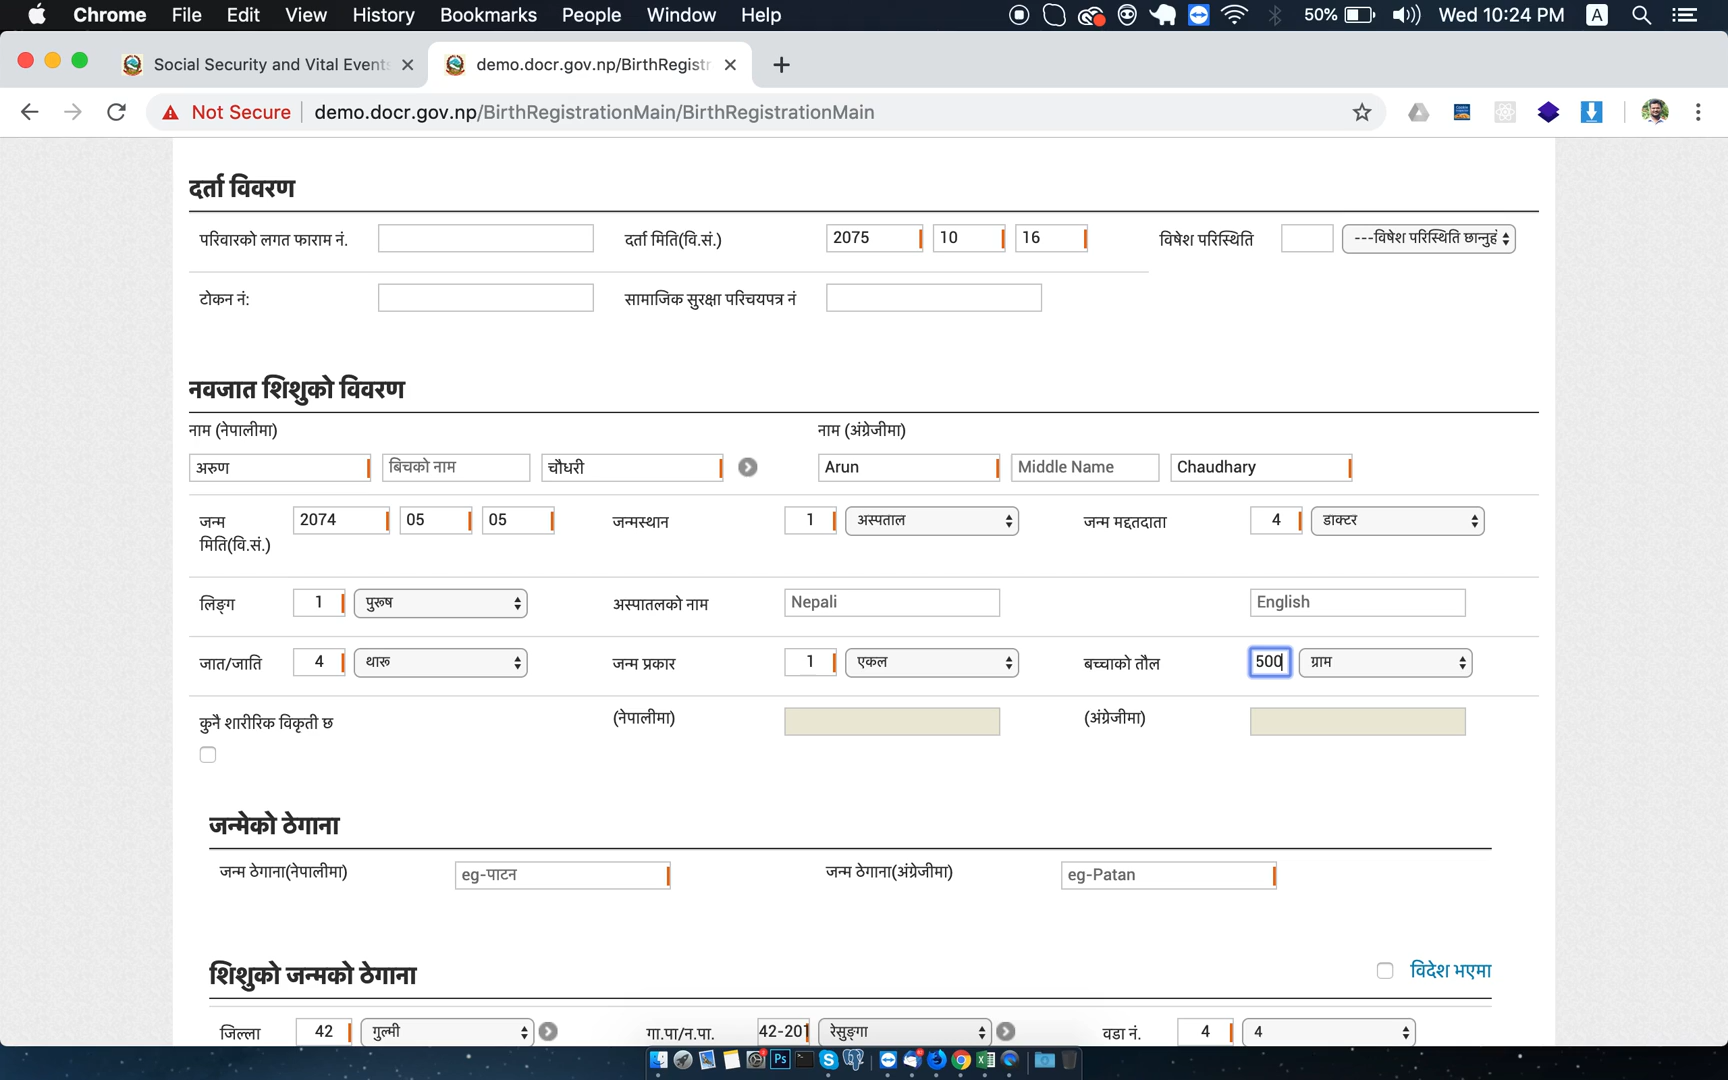 Chrome File Edit View History Bookmarks People Window Help 50% Wed 10:24 PM A
Social Security and Vital Events demo.docr.gov.np/BirthRegistr
Not Secure demo.docr.gov.np/BirthRegistrationMain/BirthRegistrationMain
दर्ता विवरण
परिवारको लगत फाराम नं. दर्ता मिति(वि.सं.) 2075 10 16 विषेश परिस्थिति ---विषेश परिस्थिति छान्नुहं
टोकन नं: सामाजिक सुरक्षा परिचयपत्र नं
नवजात शिशुको विवरण
नाम (नेपालीमा) नाम (अंग्रेजीमा)
अरुण बिचको नाम चौधरी Arun Middle Name Chaudhary
जन्म मिति(वि.सं.) 2074 05 05 जन्मस्थान 1 अस्पताल जन्म मद्दतदाता 4 डाक्टर
लिङ्ग 1 पुरूष अस्पातलको नाम Nepali English
जात/जाति 4 थारू जन्म प्रकार 1 एकल बच्चाको तौल 500 ग्राम
कुनै शारीरिक विकृती छ (नेपालीमा) (अंग्रेजीमा)
जन्मेको ठेगाना
जन्म ठेगाना(नेपालीमा) eg-पाटन जन्म ठेगाना(अंग्रेजीमा) eg-Patan
शिशुको जन्मको ठेगाना विदेश भएमा
जिल्ला 42 गुल्मी गा.पा/न.पा. 42-201 रेसुङ्गा वडा नं. 4 4
Ps